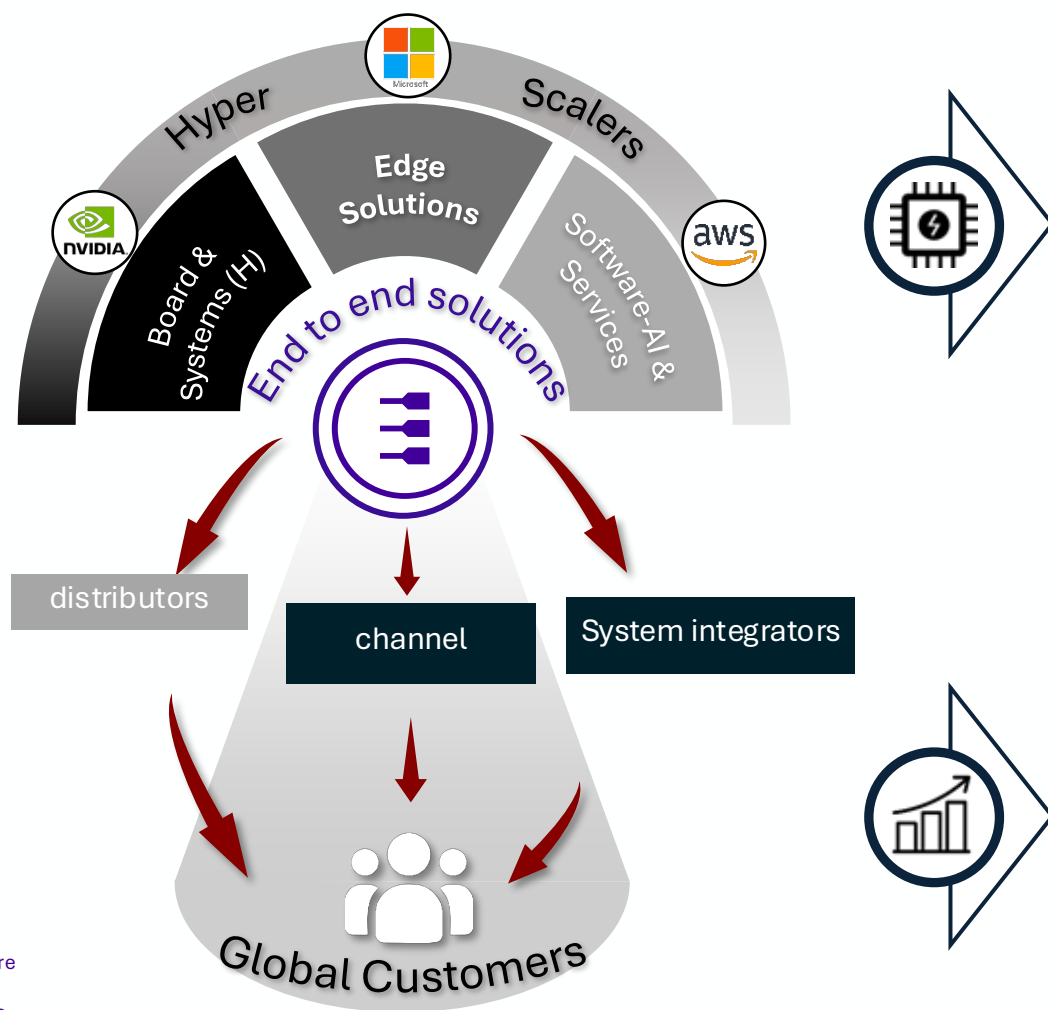 Microsoft
Hyper
Scalers
NVIDIA.
aws
Edge
Solutions
Board &
Systems (H)
Software-AI &
Services
End to end solutions
distributors
channel
System integrators
Global Customers
re